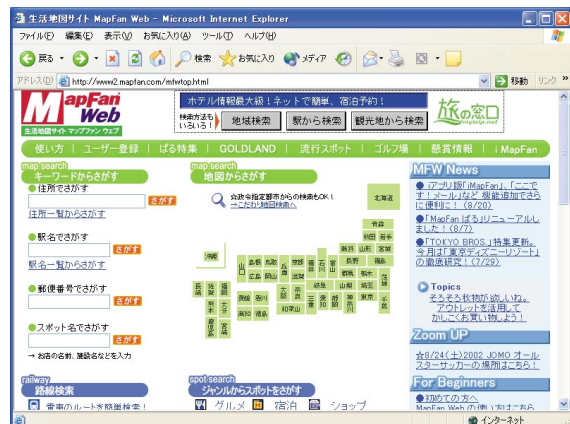 生活地図サイト MapFan Web - Microsoft Internet Explorer
ファイル(F) 編集(E) 表示(V) お気に入り(A) ツール(T) ヘルプ(H)
戻る 検索 お気に入り メディア
アドレス(D) http://www2.mapfan.com/mfwtop.html 移動 リンク »
MapFan Web
生活地図サイト マップファン ウェブ
ホテル情報最大級！ネットで簡単、宿泊予約！
検索方法もいろいろ！ 地域検索 駅から検索 観光地から検索
旅の窓口
mytrip.net
使い方 | ユーザー登録 | ぱる特集 | GOLDLAND | 流行スポット | ゴルフ場 | 懸賞情報 | i MapFan
map search
キーワードからさがす
●住所でさがす
さがす
住所一覧からさがす
●駅名でさがす
さがす
駅名一覧からさがす
●郵便番号でさがす
さがす
●スポット名でさがす
さがす
→ お店の名前、施設名などを入力
map search
地図からさがす
☆政令指定都市からの検索もOK！
→こだわり地図検索へ
北海道
青森
秋田 岩手
新潟 山形 宮城
沖縄
山口 島根 鳥取 兵庫 京都 福井 石川 富山 長野 福島
広島 岡山 滋賀 群馬 栃木 茨城
長崎 佐賀 福岡 岐阜 山梨 埼玉
熊本 大分 愛媛 香川 大阪 奈良 三重 愛知 静岡 神奈川 東京 千葉
鹿児島 宮崎 高知 徳島 和歌山
MFW News
●iアプリ版「iMapFan」、「ここです！メール」など 機能追加でさらに便利に！ (8/20)
●「MapFan ぱる」リニューアルしました！(8/7)
●「TOKYO BROS.」特集更新。今月は「東京ディズニーリゾート」の徹底研究！(7/29)
Topics
そろそろ秋物が欲しいね。
アウトレットを活用して
かしこくお買い物しよう！
Zoom UP
☆8/24(土)2002 JOMO オールスターサッカーの場所はこちら！
For Beginners
●初めての方へ
MapFan Web の使い方はこちら
railway
路線検索
電車のルートを簡単検索！
spot search
ジャンルからスポットをさがす
グルメ 宿泊 ショップ
インターネット